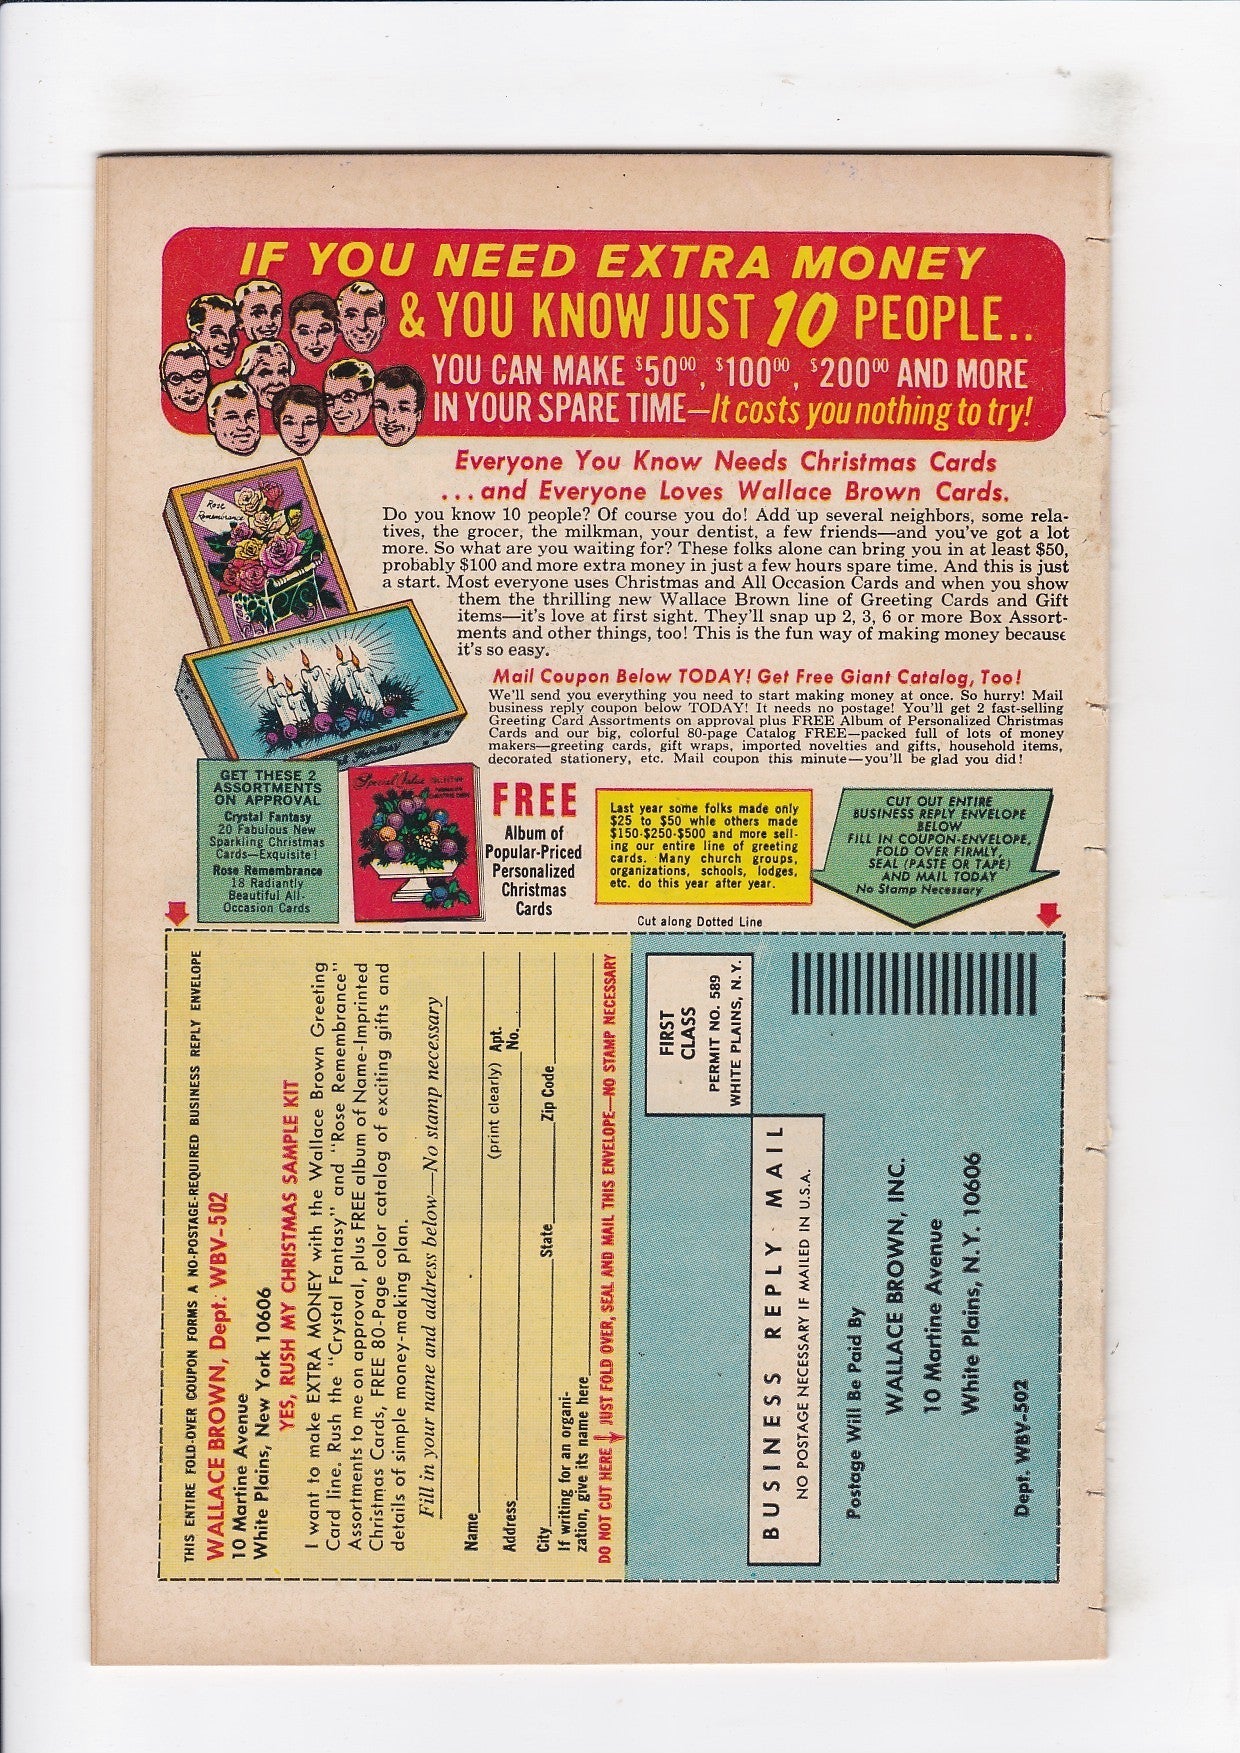 IF YOU NEED EXTRA MONEY
& YOU KNOW JUST 10 PEOPLE..
YOU CAN MAKE $50⁰⁰, $100⁰⁰, $200⁰⁰ AND MORE
IN YOUR SPARE TIME—It costs you nothing to try!
Everyone You Know Needs Christmas Cards
...and Everyone Loves Wallace Brown Cards.
Do you know 10 people? Of course you do! Add up several neighbors, some rela-
tives, the grocer, the milkman, your dentist, a few friends—and you've got a lot
more. So what are you waiting for? These folks alone can bring you in at least $50,
probably $100 and more extra money in just a few hours spare time. And this is just
a start. Most everyone uses Christmas and All Occasion Cards and when you show
them the thrilling new Wallace Brown line of Greeting Cards and Gift
items—it's love at first sight. They'll snap up 2, 3, 6 or more Box Assort-
ments and other things, too! This is the fun way of making money because
it's so easy.
Rose
Remembrance
Mail Coupon Below TODAY! Get Free Giant Catalog, Too!
We'll send you everything you need to start making money at once. So hurry! Mail
business reply coupon below TODAY! It needs no postage! You'll get 2 fast-selling
Greeting Card Assortments on approval plus FREE Album of Personalized Christmas
Cards and our big, colorful 80-page Catalog FREE—packed full of lots of money
makers—greeting cards, gift wraps, imported novelties and gifts, household items,
decorated stationery, etc. Mail coupon this minute—you'll be glad you did!
GET THESE 2
ASSORTMENTS
ON APPROVAL
Crystal Fantasy
20 Fabulous New
Sparkling Christmas
Cards—Exquisite!
Rose Remembrance
18 Radiantly
Beautiful All-
Occasion Cards
Special Value
FREE
Album of
Popular-Priced
Personalized
Christmas
Cards
Last year some folks made only
$25 to $50 while others made
$150-$250-$500 and more sell-
ing our entire line of greeting
cards. Many church groups,
organizations, schools, lodges,
etc. do this year after year.
CUT OUT ENTIRE
BUSINESS REPLY ENVELOPE
BELOW
FILL IN COUPON-ENVELOPE,
FOLD OVER FIRMLY,
SEAL (PASTE OR TAPE)
AND MAIL TODAY
No Stamp Necessary
Cut along Dotted Line
THIS ENTIRE FOLD-OVER COUPON FORMS A NO-POSTAGE-REQUIRED BUSINESS REPLY ENVELOPE
WALLACE BROWN, Dept. WBV-502
10 Martine Avenue
White Plains, New York 10606
YES, RUSH MY CHRISTMAS SAMPLE KIT
I want to make EXTRA MONEY with the Wallace Brown Greeting
Card line. Rush the "Crystal Fantasy" and "Rose Remembrance"
Assortments to me on approval, plus FREE album of Name-Imprinted
Christmas Cards, FREE 80-Page color catalog of exciting gifts and
details of simple money-making plan.
Fill in your name and address below—No stamp necessary
Name
(print clearly) Apt.
Address No.
City State Zip Code
If writing for an organi-
zation, give its name here
DO NOT CUT HERE JUST FOLD OVER, SEAL AND MAIL THIS ENVELOPE—NO STAMP NECESSARY
FIRST
CLASS
PERMIT NO. 589
WHITE PLAINS, N.Y.
BUSINESS REPLY MAIL
NO POSTAGE NECESSARY IF MAILED IN U.S.A.
Postage Will Be Paid By
WALLACE BROWN, INC.
10 Martine Avenue
White Plains, N.Y. 10606
Dept. WBV-502